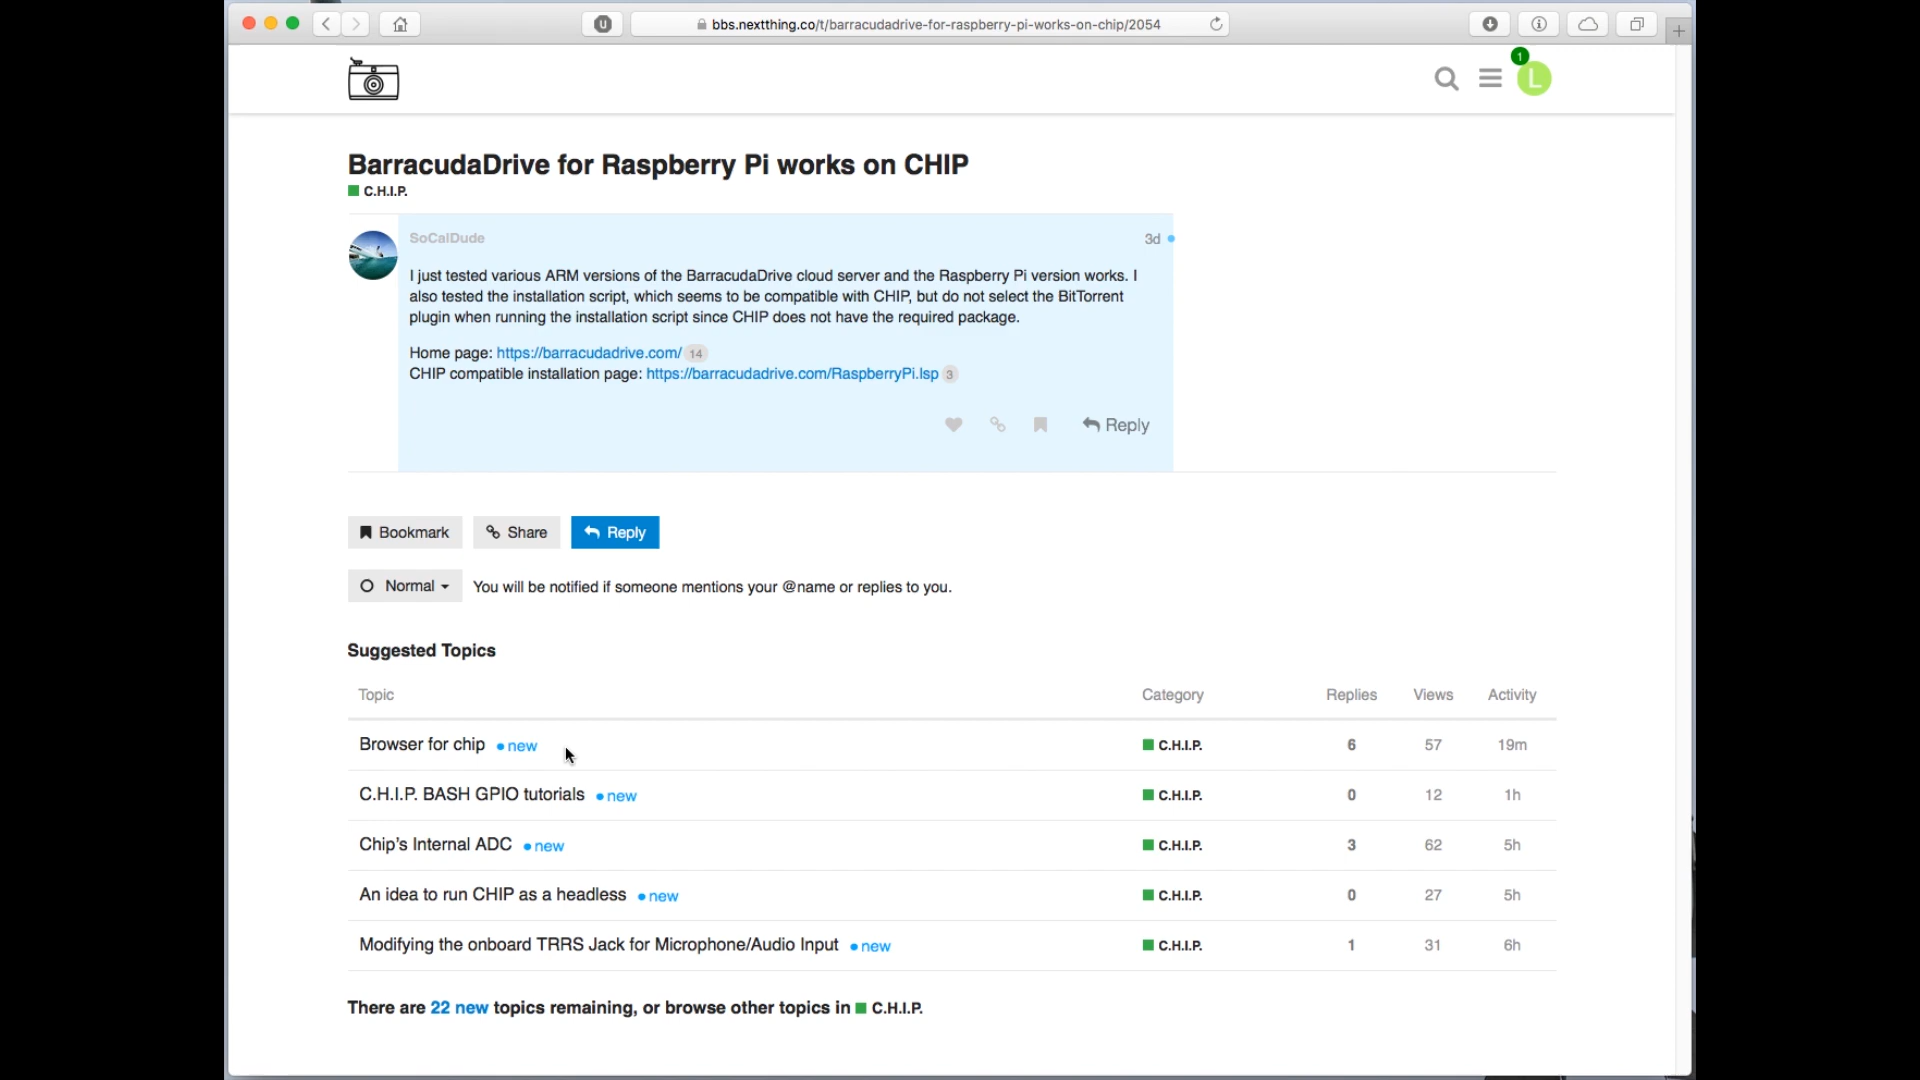 bbs.nextthing.co/t/barracudadrive-for-raspberry-pi-works-on-chip/2054
1
L
BarracudaDrive for Raspberry Pi works on CHIP
C.H.I.P.
SoCalDude 3d
I just tested various ARM versions of the BarracudaDrive cloud server and the Raspberry Pi version works. I
also tested the installation script, which seems to be compatible with CHIP, but do not select the BitTorrent
plugin when running the installation script since CHIP does not have the required package.
Home page: https://barracudadrive.com/ 14
CHIP compatible installation page: https://barracudadrive.com/RaspberryPi.lsp 3
Reply
Bookmark Share Reply
Normal You will be notified if someone mentions your @name or replies to you.
Suggested Topics
Topic Category Replies Views Activity
Browser for chip new C.H.I.P. 6 57 19m
C.H.I.P. BASH GPIO tutorials new C.H.I.P. 0 12 1h
Chip's Internal ADC new C.H.I.P. 3 62 5h
An idea to run CHIP as a headless new C.H.I.P. 0 27 5h
Modifying the onboard TRRS Jack for Microphone/Audio Input new C.H.I.P. 1 31 6h
There are 22 new topics remaining, or browse other topics in C.H.I.P.